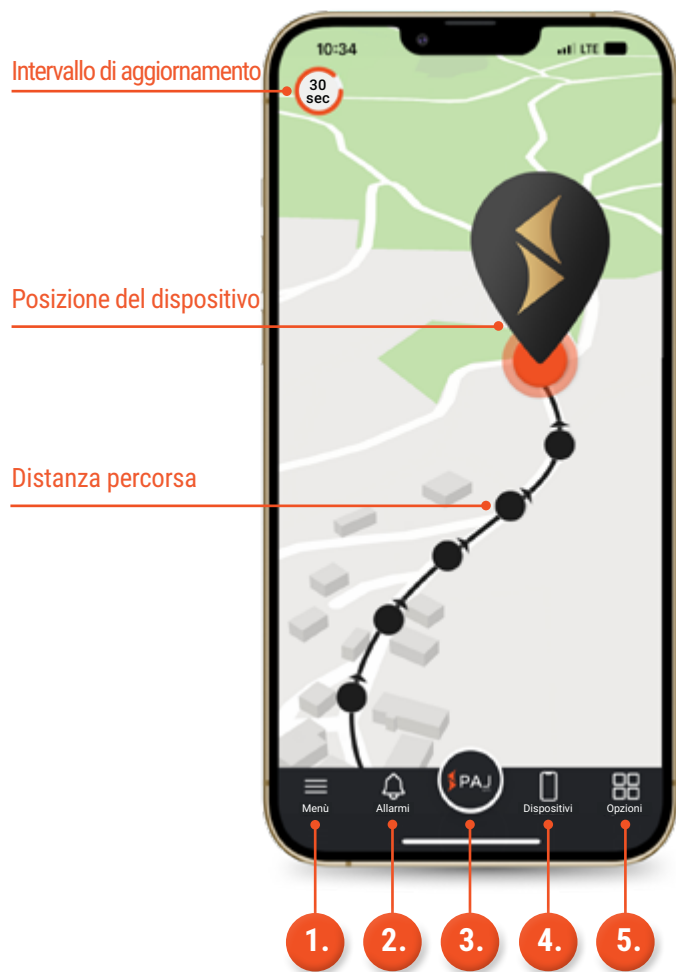 10:34
LTE
Intervallo di aggiornamento
30
sec
Posizione del dispositivo
Distanza percorsa
PAJ
Menù
Allarmi
Dispositivi
Opzioni
1.
2.
3.
4.
5.